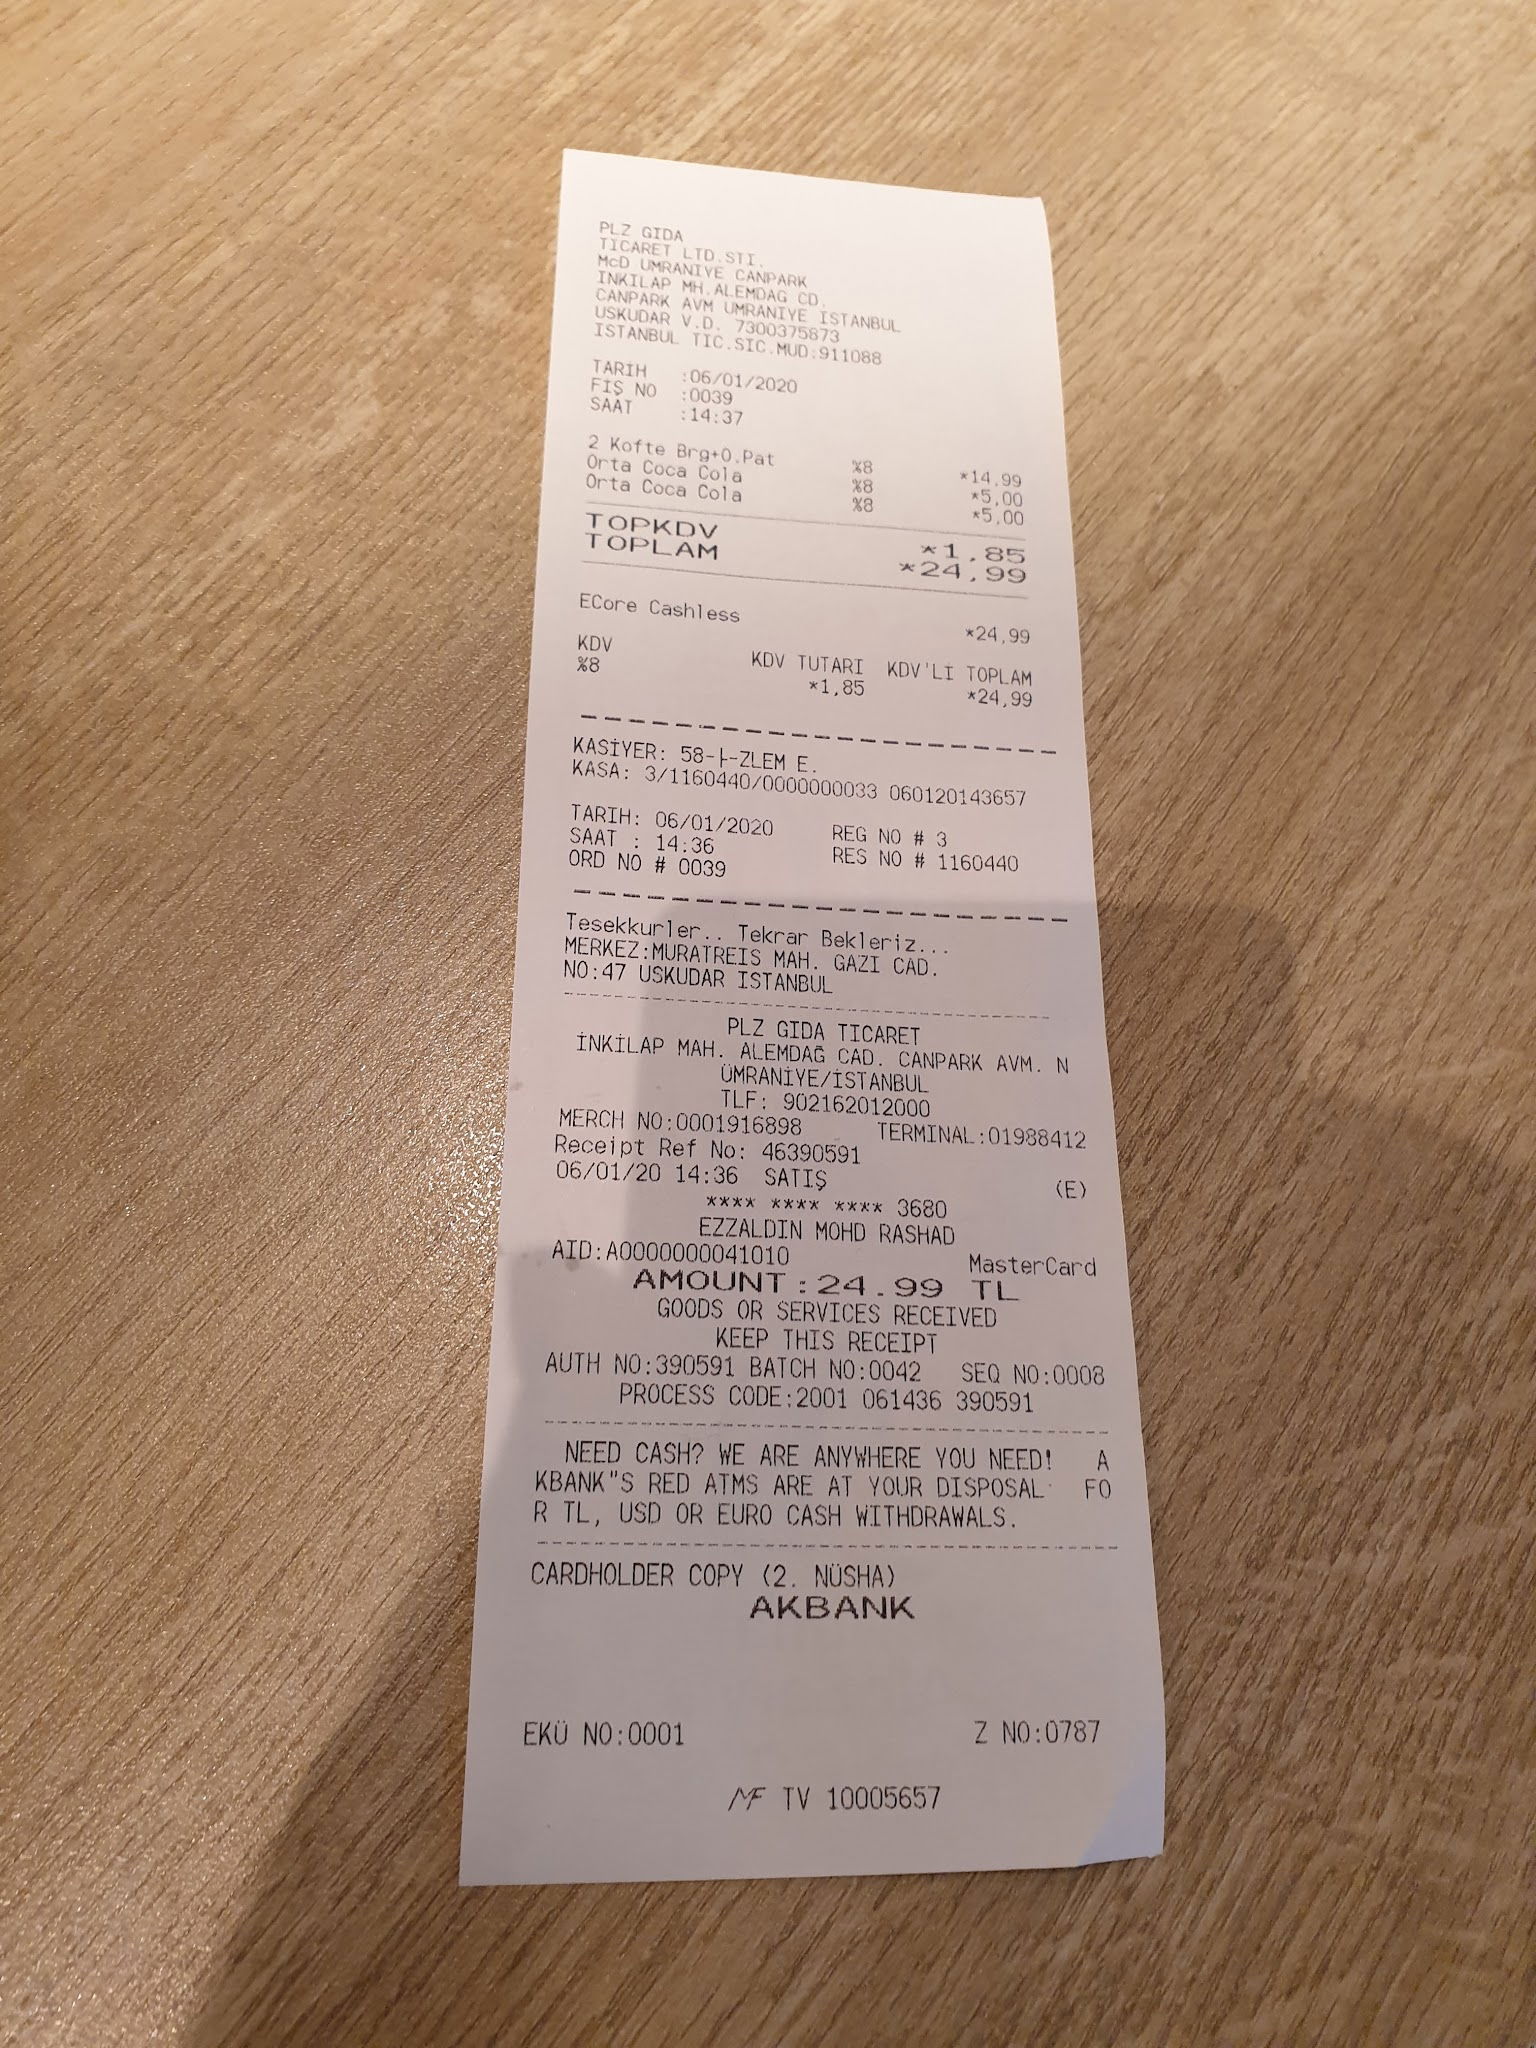 PLZ GIDA
TICARET LTD.STI.
McD UMRANIYE CANPARK
INKILAP MH.ALEMDAG CD.
CANPARK AVM UMRANIYE ISTANBUL
USKUDAR V.D. 7300375873
ISTANBUL TIC.SIC.MUD:911088
TARİH :06/01/2020
FİŞ NO :0039
SAAT :14:37
2 Kofte Brg+O.Pat %8 *14,99
Orta Coca Cola %8 *5,00
Orta Coca Cola %8 *5,00
TOPKDV *1,85
TOPLAM *24,99
ECore Cashless *24,99
KDV KDV TUTARI KDV'Lİ TOPLAM
%8 *1,85 *24,99
KASİYER: 58-├-ZLEM E.
KASA: 3/1160440/0000000033 060120143657
TARIH: 06/01/2020 REG NO # 3
SAAT : 14:36 RES NO # 1160440
ORD NO # 0039
Tesekkurler.. Tekrar Bekleriz...
MERKEZ:MURATREIS MAH. GAZI CAD.
NO:47 USKUDAR ISTANBUL
PLZ GIDA TICARET
İNKİLAP MAH. ALEMDAĞ CAD. CANPARK AVM. N
ÜMRANİYE/İSTANBUL
TLF: 902162012000
MERCH NO:0001916898 TERMINAL:01988412
Receipt Ref No: 46390591
06/01/20 14:36 SATIŞ (E)
**** **** **** 3680
EZZALDIN MOHD RASHAD
AID:A0000000041010 MasterCard
AMOUNT :24.99 TL
GOODS OR SERVICES RECEIVED
KEEP THIS RECEIPT
AUTH NO:390591 BATCH NO:0042 SEQ NO:0008
PROCESS CODE:2001 061436 390591
NEED CASH? WE ARE ANYWHERE YOU NEED! A
KBANK"S RED ATMS ARE AT YOUR DISPOSAL FO
R TL, USD OR EURO CASH WITHDRAWALS.
CARDHOLDER COPY (2. NÜSHA)
AKBANK
EKÜ NO:0001 Z NO:0787
MF TV 10005657